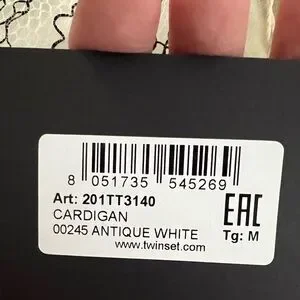 8 051735 545269
Art: 201TT3140
CARDIGAN
00245 ANTIQUE WHITE
www.twinset.com
EAC
Tg: M